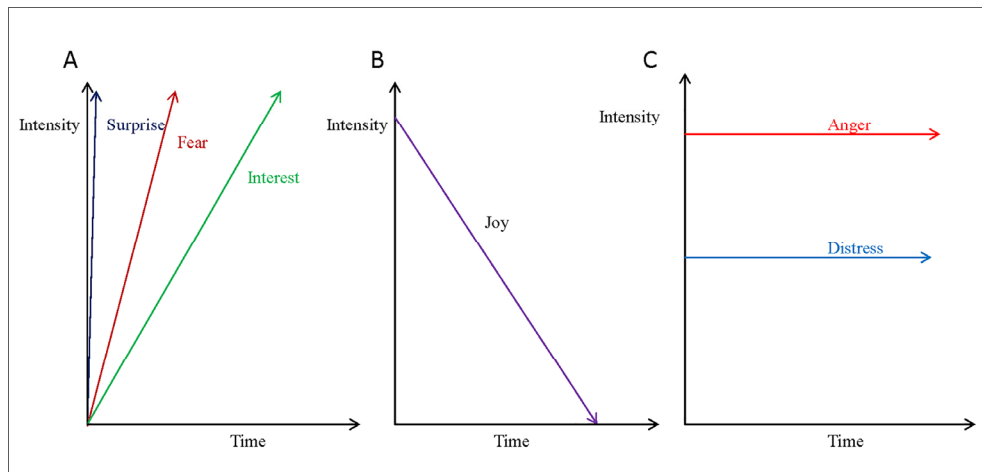 A
Intensity
Surprise
Fear
Interest
Time
B
Intensity
Joy
Time
C
Intensity
Anger
Distress
Time